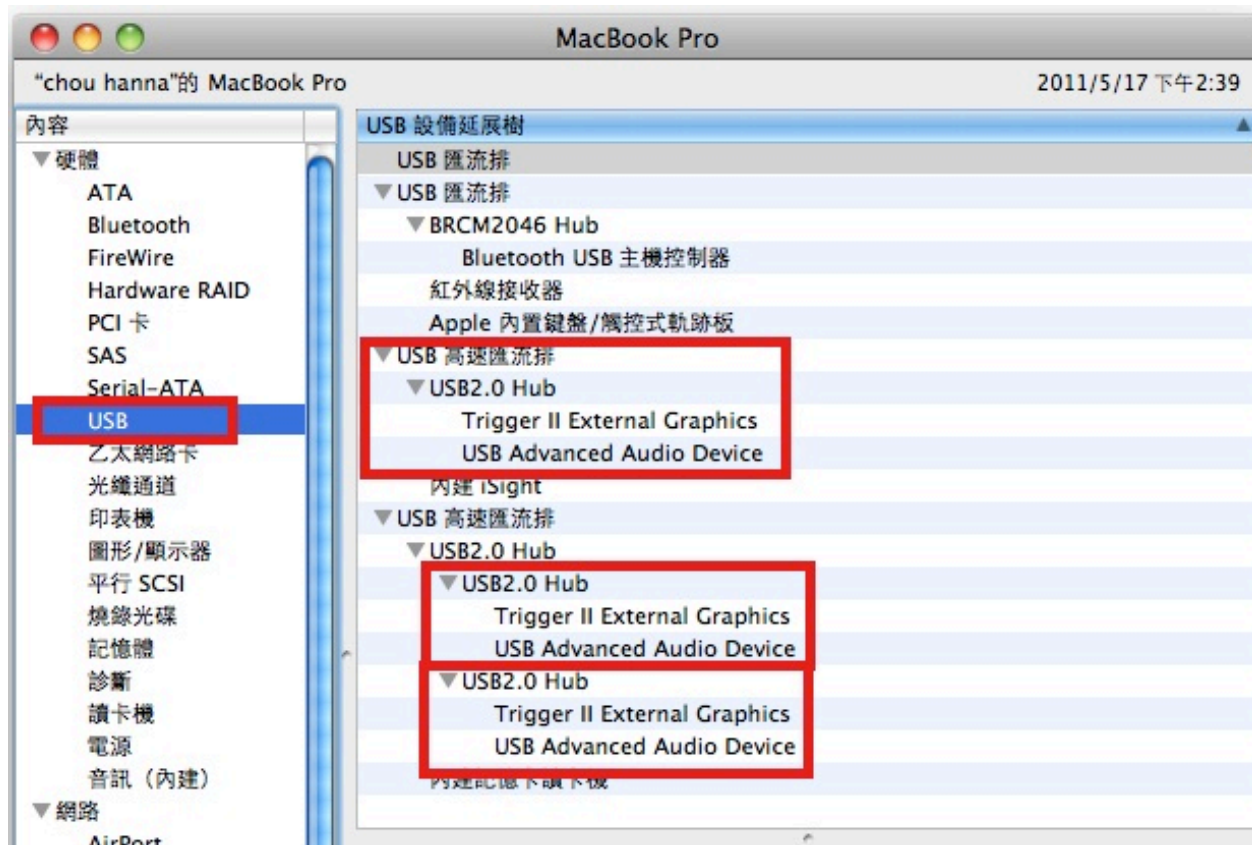 MacBook Pro
“chou hanna”的 MacBook Pro
2011/5/17 下午2:39
內容
硬體
ATA
Bluetooth
FireWire
Hardware RAID
PCI 卡
SAS
Serial-ATA
USB
乙太網路卡
光纖通道
印表機
圖形/顯示器
平行 SCSI
燒錄光碟
記憶體
診斷
讀卡機
電源
音訊（內建）
網路
AirPort
USB 設備延展樹
USB 匯流排
USB 匯流排
BRCM2046 Hub
Bluetooth USB 主機控制器
紅外線接收器
Apple 內置鍵盤/觸控式軌跡板
USB 高速匯流排
USB2.0 Hub
Trigger II External Graphics
USB Advanced Audio Device
內建 iSight
USB 高速匯流排
USB2.0 Hub
USB2.0 Hub
Trigger II External Graphics
USB Advanced Audio Device
USB2.0 Hub
Trigger II External Graphics
USB Advanced Audio Device
內建記憶卡讀卡機